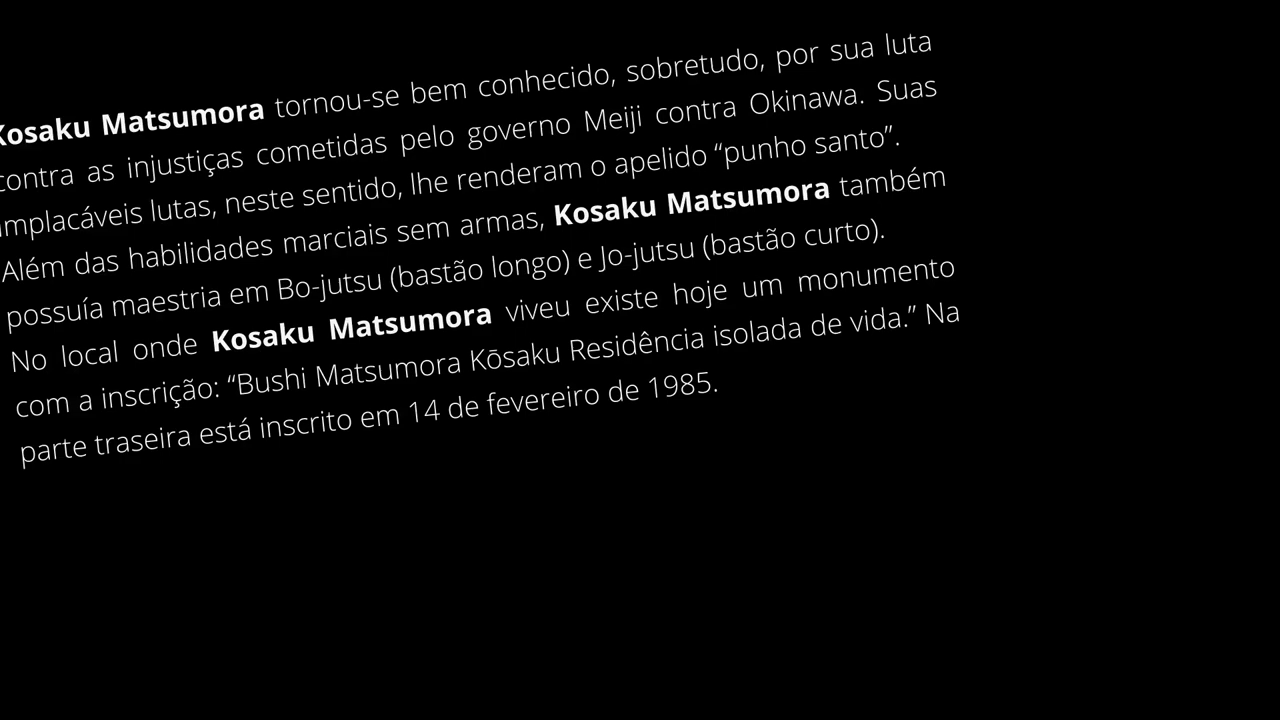 Kosaku Matsumora tornou-se bem conhecido, sobretudo, por sua luta
contra as injustiças cometidas pelo governo Meiji contra Okinawa. Suas
implacáveis lutas, neste sentido, lhe renderam o apelido “punho santo”.
Além das habilidades marciais sem armas, Kosaku Matsumora também
possuía maestria em Bo-jutsu (bastão longo) e Jo-jutsu (bastão curto).
No local onde Kosaku Matsumora viveu existe hoje um monumento
com a inscrição: “Bushi Matsumora Kōsaku Residência isolada de vida.” Na
parte traseira está inscrito em 14 de fevereiro de 1985.